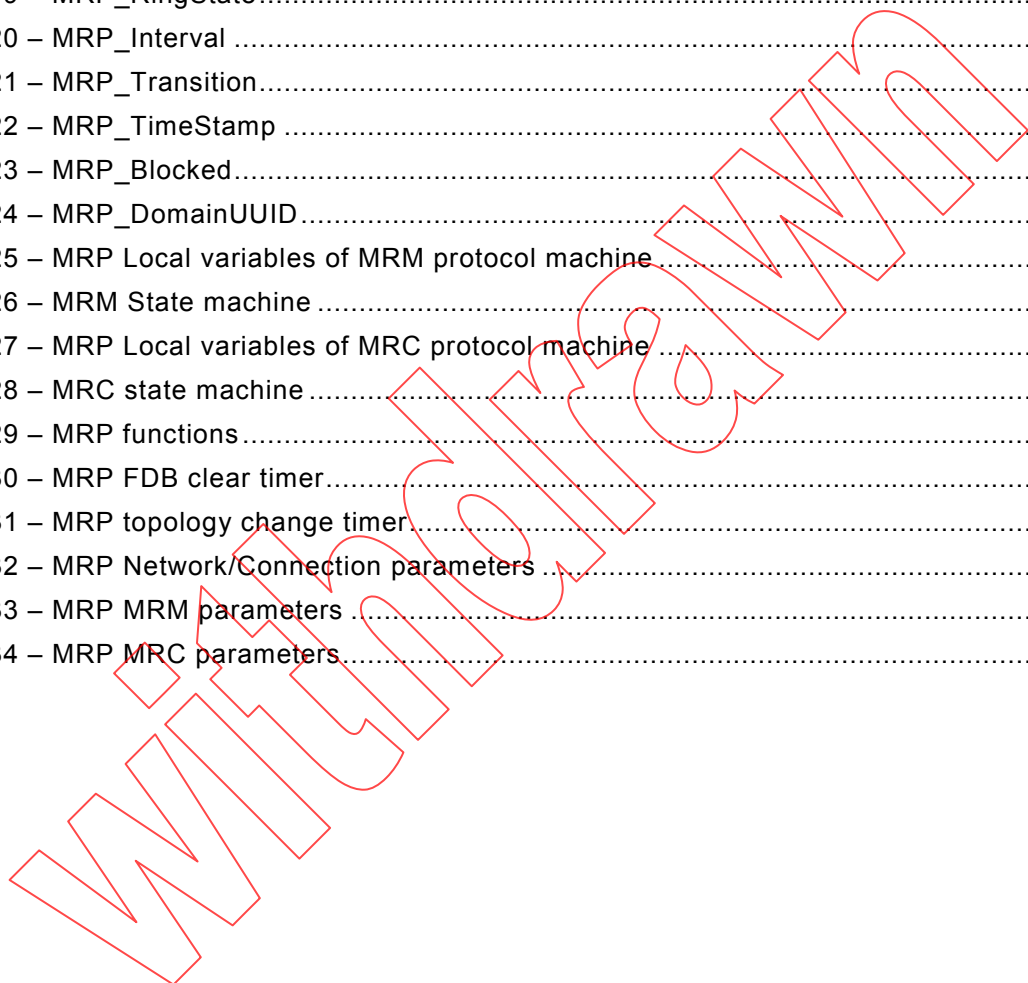 – MRP_RingState
20 – MRP_Interval ....................
21 – MRP_Transition....................
22 – MRP_TimeStamp ....................
23 – MRP_Blocked....................
24 – MRP_DomainUUID....................
25 – MRP Local variables of MRM protocol machine....................
26 – MRM State machine ....................
27 – MRP Local variables of MRC protocol machine ....................
28 – MRC state machine ....................
29 – MRP functions....................
30 – MRP FDB clear timer....................
31 – MRP topology change timer....................
32 – MRP Network/Connection parameters ....................
33 – MRP MRM parameters ....................
34 – MRP MRC parameters....................
withdrawn